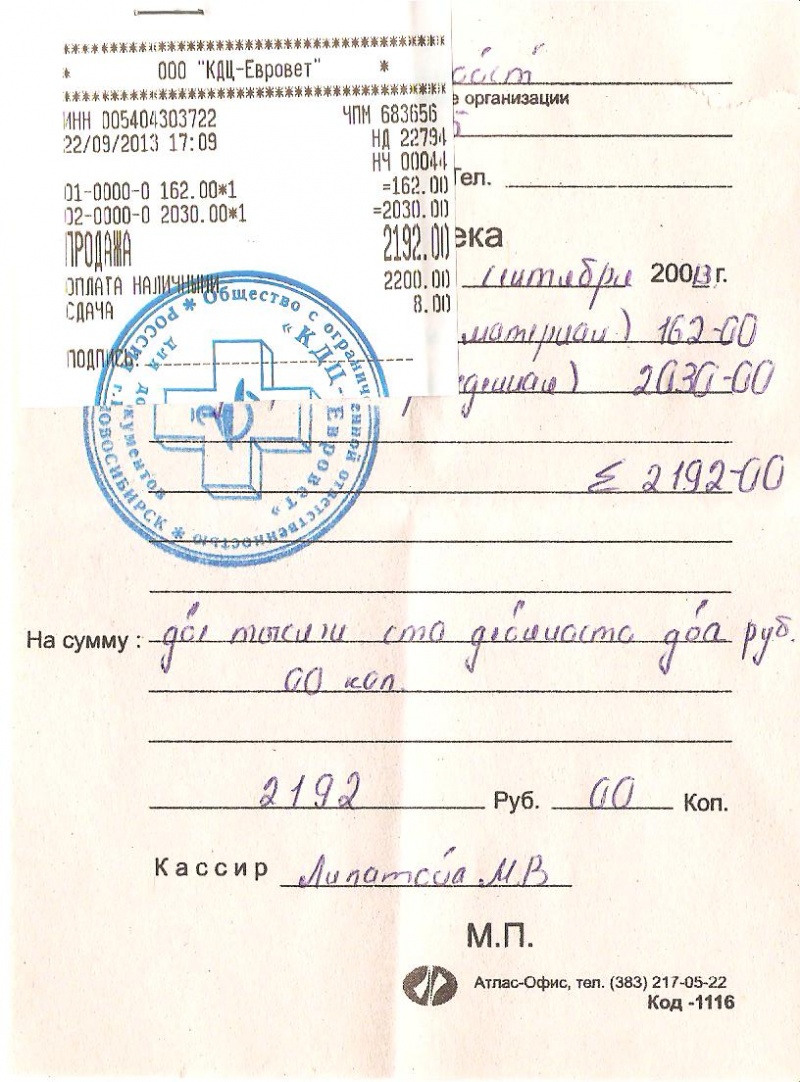 ООО "КДЦ-Евровет"
ИНН 005404303722 ЧПМ 683656
22/09/2013 17:09 НД 22794
НЧ 00044
01-0000-0 162.00*1 =162.00
02-0000-0 2030.00*1 =2030.00
ПРОДАЖА 2192.00
ОПЛАТА НАЛИЧНЫМИ 2200.00
СДАЧА 8.00
ПОДПИСЬ:
организации
Тел.
ека
сентября 2013 г.
материал) 162-00
2030-00
Σ 2192-00
Общество с ограниченной ответственностью
«КДЦ-Евровет»
для документов
РОССИЯ г. НОВОСИБИРСК
На сумму: две тысячи сто девяносто два руб.
00 коп.
2192 Руб. 00 Коп.
Кассир Липатова МВ
М.П.
Атлас-Офис, тел. (383) 217-05-22
Код -1116